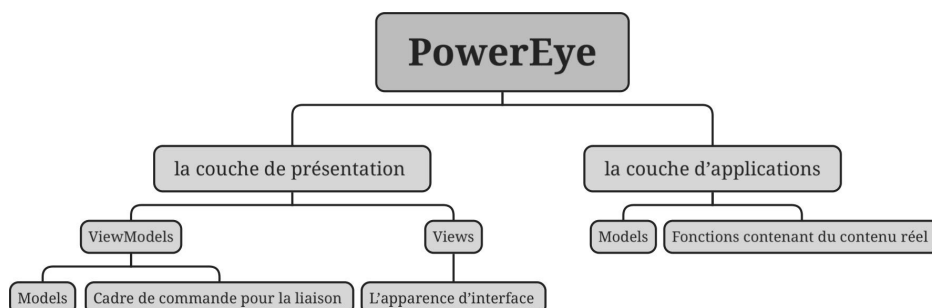 PowerEye
la couche de présentation
la couche d’applications
ViewModels
Views
Models
Fonctions contenant du contenu réel
Models
Cadre de commande pour la liaison
L’apparence d’interface